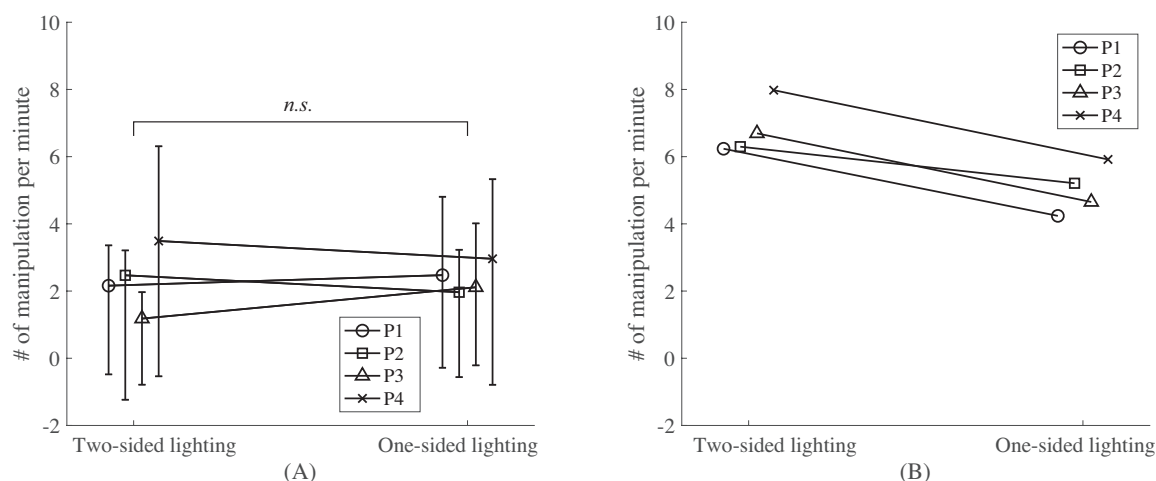 10
8
6
4
2
0
-2
# of manipulation per minute
n.s.
P1
P2
P3
P4
Two-sided lighting
One-sided lighting
(A)
10
8
6
4
2
0
-2
# of manipulation per minute
P1
P2
P3
P4
Two-sided lighting
One-sided lighting
(B)